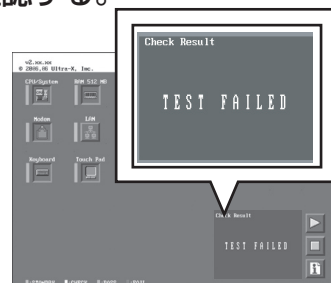 認する。
Check Result
TEST FAILED
v2.xx.xx
© 2006,06 Ultra-X, Inc.
CPU/System
RAM 512 MB
Modem
LAN
Keyboard
Touch Pad
Check Result
TEST FAILED